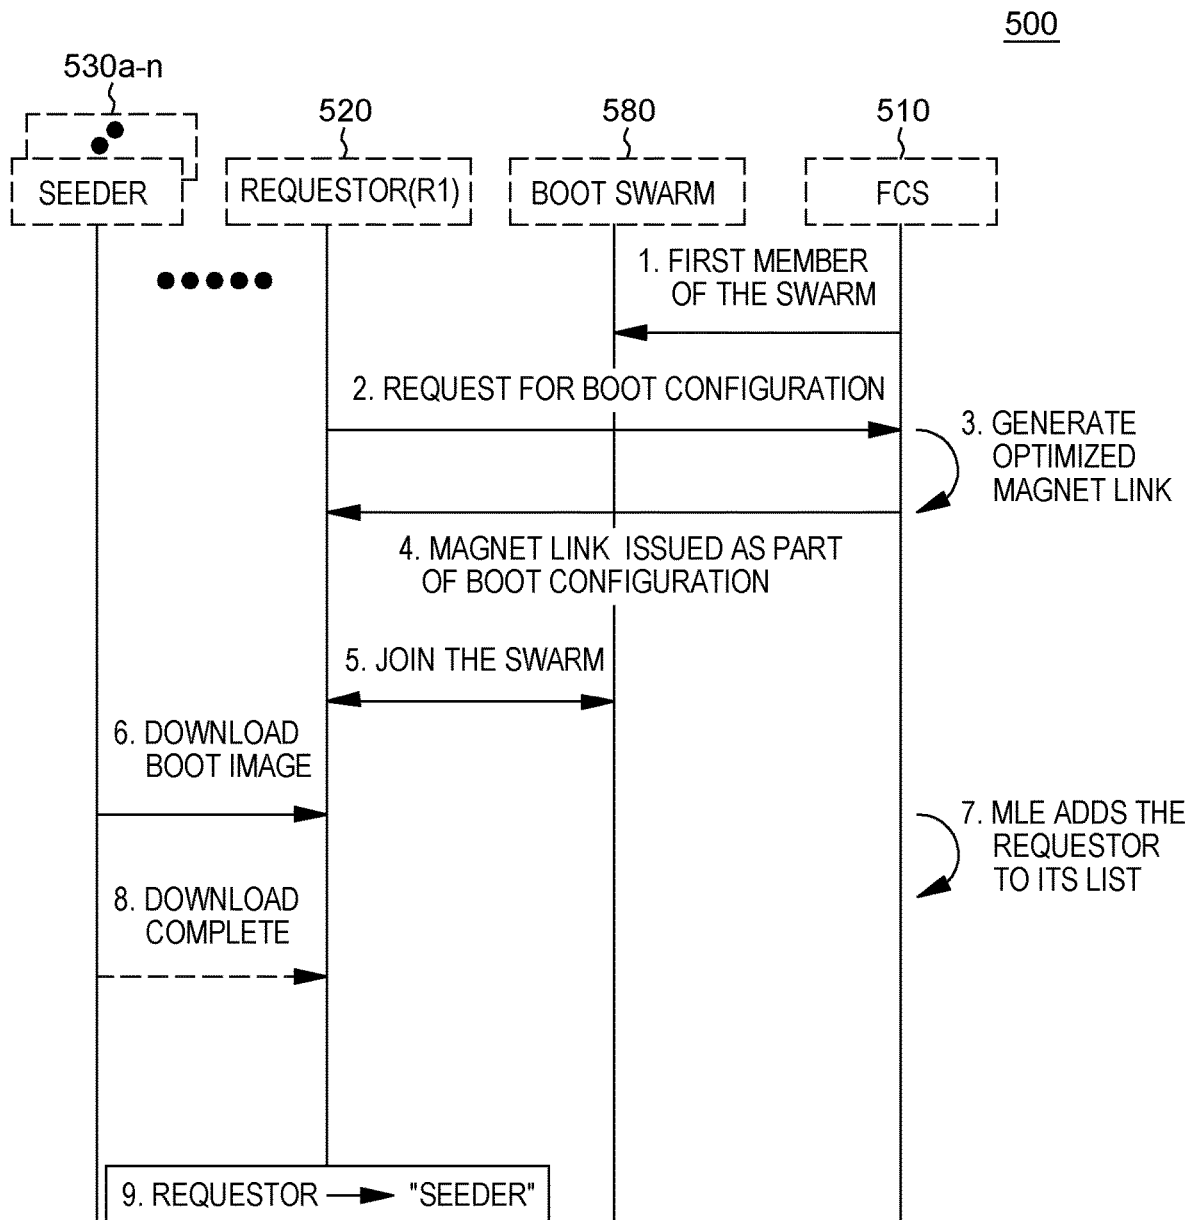 500
530a-n
520
580
510
SEEDER
REQUESTOR(R1)
BOOT SWARM
FCS
1. FIRST MEMBER
OF THE SWARM
2. REQUEST FOR BOOT CONFIGURATION
3. GENERATE
OPTIMIZED
MAGNET LINK
4. MAGNET LINK ISSUED AS PART
OF BOOT CONFIGURATION
5. JOIN THE SWARM
6. DOWNLOAD
BOOT IMAGE
7. MLE ADDS THE
REQUESTOR
TO ITS LIST
8. DOWNLOAD
COMPLETE
9. REQUESTOR → "SEEDER"